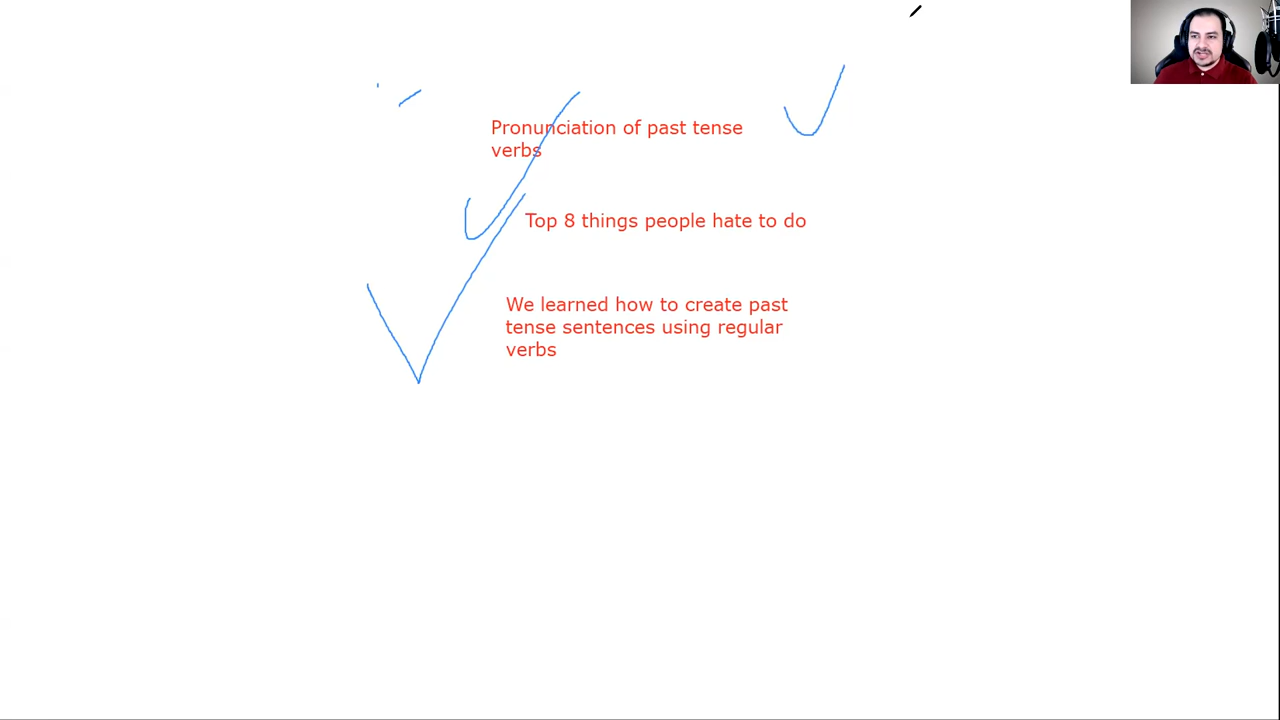 Pronunciation of past tense
verbs
Top 8 things people hate to do
We learned how to create past
tense sentences using regular
verbs